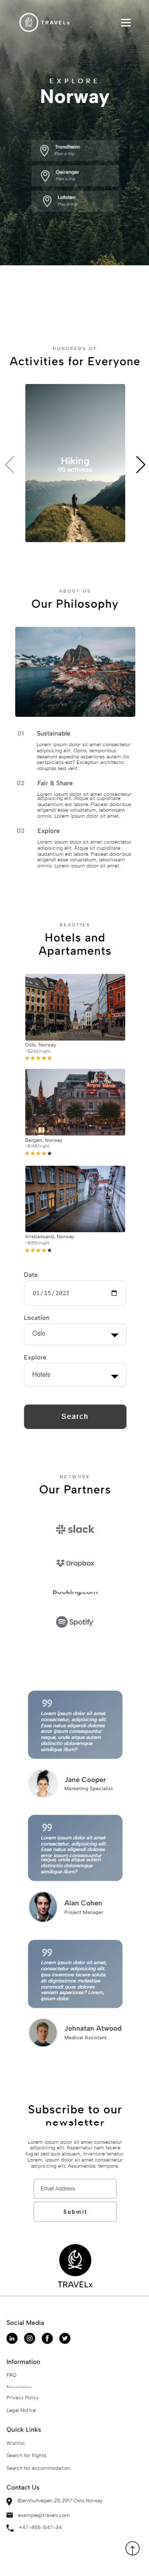 TRAVELx
EXPLORE
Norway
Trondheim
Plan a trip
Geiranger
Plan a trip
Lofoten
Plan a trip
HUNDREDS OF
Activities for Everyone
Hiking
95 activities
ABOUT US
Our Philosophy
01 Sustainable
Lorem ipsum dolor sit amet consectetur
adipisicing elit. Optio, remporibus
deserunt expedita asperiores autem illo
perspiciatis est? Excepturi architecto
voluptas sed velit.
02 Fair & Share
Lorem ipsum dolor sit amet, consectetur
adipisicing elit. Atque sit cupiditate
laudantium est labore. Placeat doloribus
eligendi esse voluptatum, laboriosam
omnis. Lorem ipsum dolor sit amet.
03 Explore
Lorem ipsum dolor sit amet, consectetur
adipisicing elit. Atque sit cupiditate
laudantium est labore. Placeat doloribus
eligendi esse voluptatum, laboriosam
omnis. Lorem ipsum dolor sit amet.
BEAUTIES
Hotels and
Apartaments
Oslo, Norway
~$242/night
Bergen, Norway
Kristiansand, Norway
Date
01/15/2023
Location
Oslo
Explore
Hotels
Search
NETWORK
Our Partners
slack
Dropbox
Booking.com
Spotify
Lorem ipsum dolor sit amet
consectetur, adipisicing elit.
Esse natus eligendi dolores
error ipsum consequuntur
neque, unde atque autem
distinctio doloremque
similique illum?
Jane Cooper
Marketing Specialist
Lorem ipsum dolor sit amet
consectetur, adipisicing elit.
Esse natus eligendi dolores
error ipsum consequuntur
neque, unde atque autem
distinctio doloremque
similique illum?
Alan Cohen
Project Manager
Lorem ipsum dolor sit amet,
consectetur adipisicing elit.
Ipsa inventore facere soluta
ab dignissimos molestias
commodi quas dolores
veniam asperiores? Lorem,
ipsum dolor.
Johnatan Atwood
Medical Assistant
Subscribe to our
newsletter
Lorem ipsum dolor sit amet consectetur,
adipisicing elit. Aspernatur nam facere
fugiat modi quis aliquam, inventore tenetur.
Lorem, ipsum dolor sit amet consectetur
adipisicing elit. Assumenda, tempora.
Email Address
Submit
TRAVELx
Social Media
Information
FAQ
Newsletter
Privacy Policy
Legal Notice
Quick Links
Wishlist
Search for flights
Search for accommodation
Contact Us
Bjørnhullvegen 25,3917 Oslo,Norway
example@travelx.com
+47-455-547-34